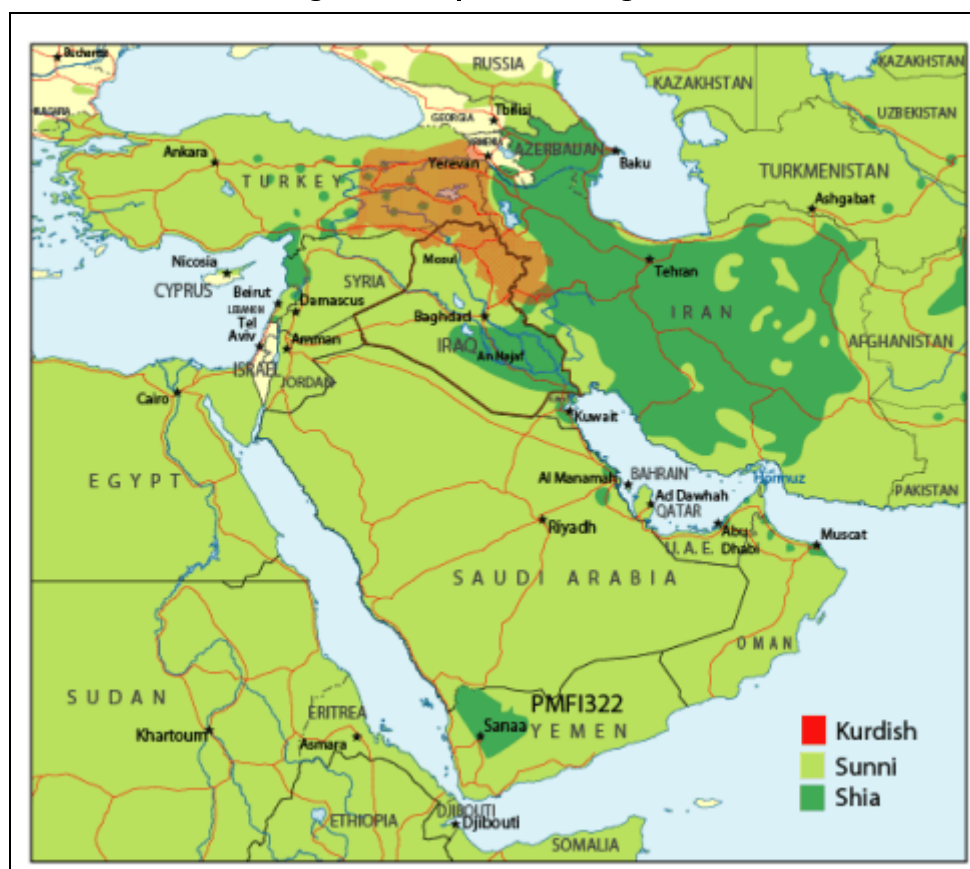 RUSSIA
KAZAKHSTAN
KAZAKHSTAN
UZBEKISTAN
GEORGIA
Tbilisi
Ankara
TURKEY
Yerevan
AZERBAIJAN
Baku
TURKMENISTAN
Ashgabat
Mosul
Tehran
Nicosia
CYPRUS
SYRIA
Beirut
LEBANON
Damascus
Baghdad
IRAN
Tel
Aviv
Amman
IRAQ
An Najaf
AFGHANISTAN
ISRAEL
JORDAN
Cairo
Kuwait
EGYPT
Al Manamah
BAHRAIN
Hormuz
PAKISTAN
Ad Dawhah
QATAR
Riyadh
Abu
Dhabi
U. A. E.
Muscat
SAUDI ARABIA
OMAN
SUDAN
PMFI322
ERITREA
Sanaa
YEMEN
Khartoum
Asmara
Kurdish
Sunni
Shia
DJIBOUTI
Djibouti
ETHIOPIA
SOMALIA